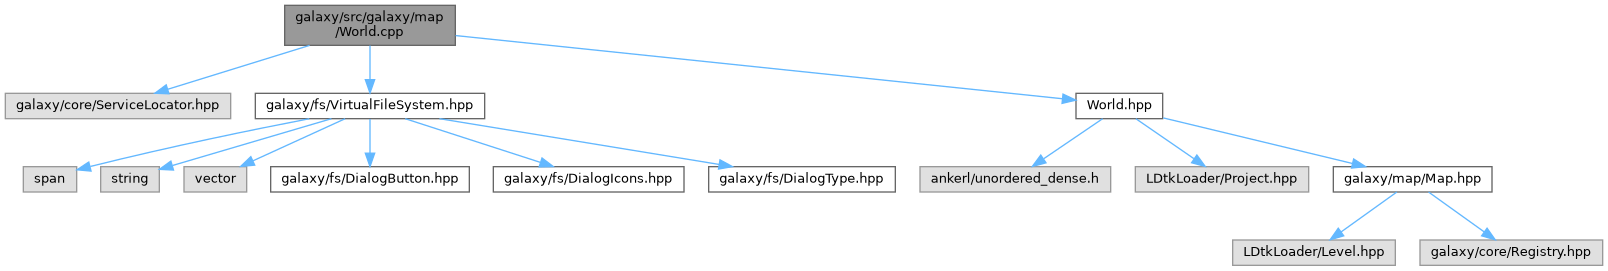 galaxy/src/galaxy/map
/World.cpp
galaxy/core/ServiceLocator.hpp
galaxy/fs/VirtualFileSystem.hpp
World.hpp
span
string
vector
galaxy/fs/DialogButton.hpp
galaxy/fs/DialogIcons.hpp
galaxy/fs/DialogType.hpp
ankerl/unordered_dense.h
LDtkLoader/Project.hpp
galaxy/map/Map.hpp
LDtkLoader/Level.hpp
galaxy/core/Registry.hpp